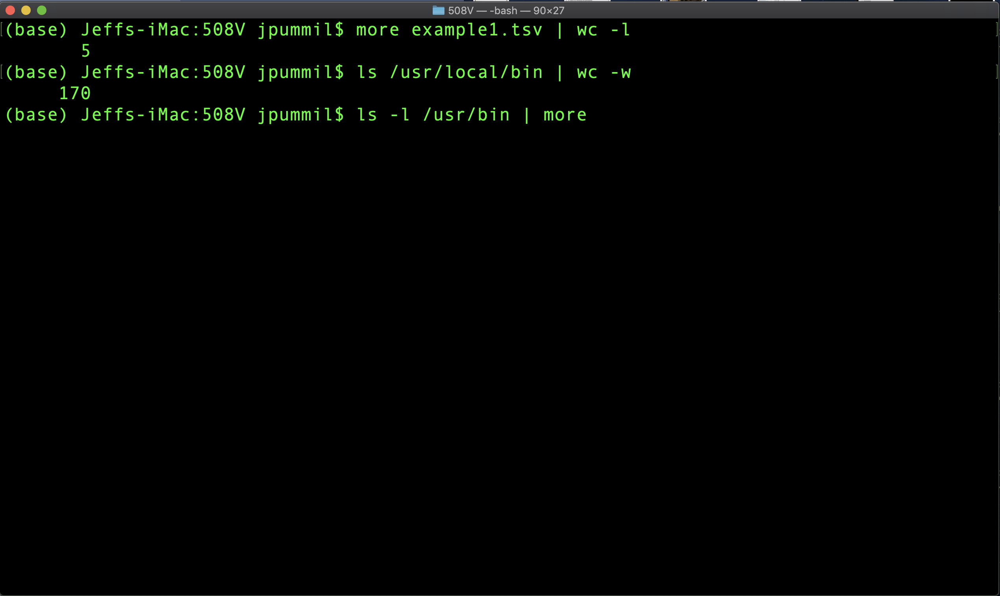 508V — -bash — 90×27
(base) Jeffs-iMac:508V jpummil$ more example1.tsv | wc -l
5
(base) Jeffs-iMac:508V jpummil$ ls /usr/local/bin | wc -w
170
(base) Jeffs-iMac:508V jpummil$ ls -l /usr/bin | more